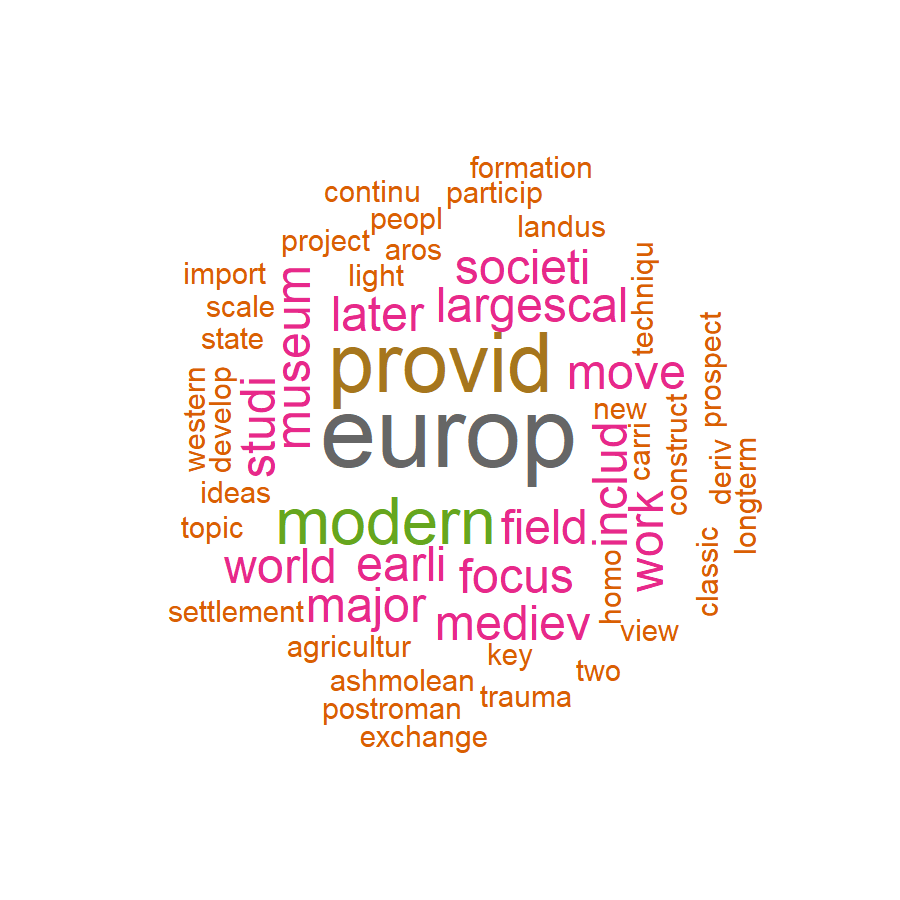 formation
continu
particip
peopl
landus
project
aros
societi
techniqu
import
light
museum
largescal
scale
later
prospect
state
provid
move
western
develop
studi
new
construct
europ
carri
includ
deriv
longterm
ideas
work
topic
modern
field
classic
world
earli
focus
homo
settlement
major
mediev
view
agricultur
key
two
ashmolean
trauma
postroman
exchange